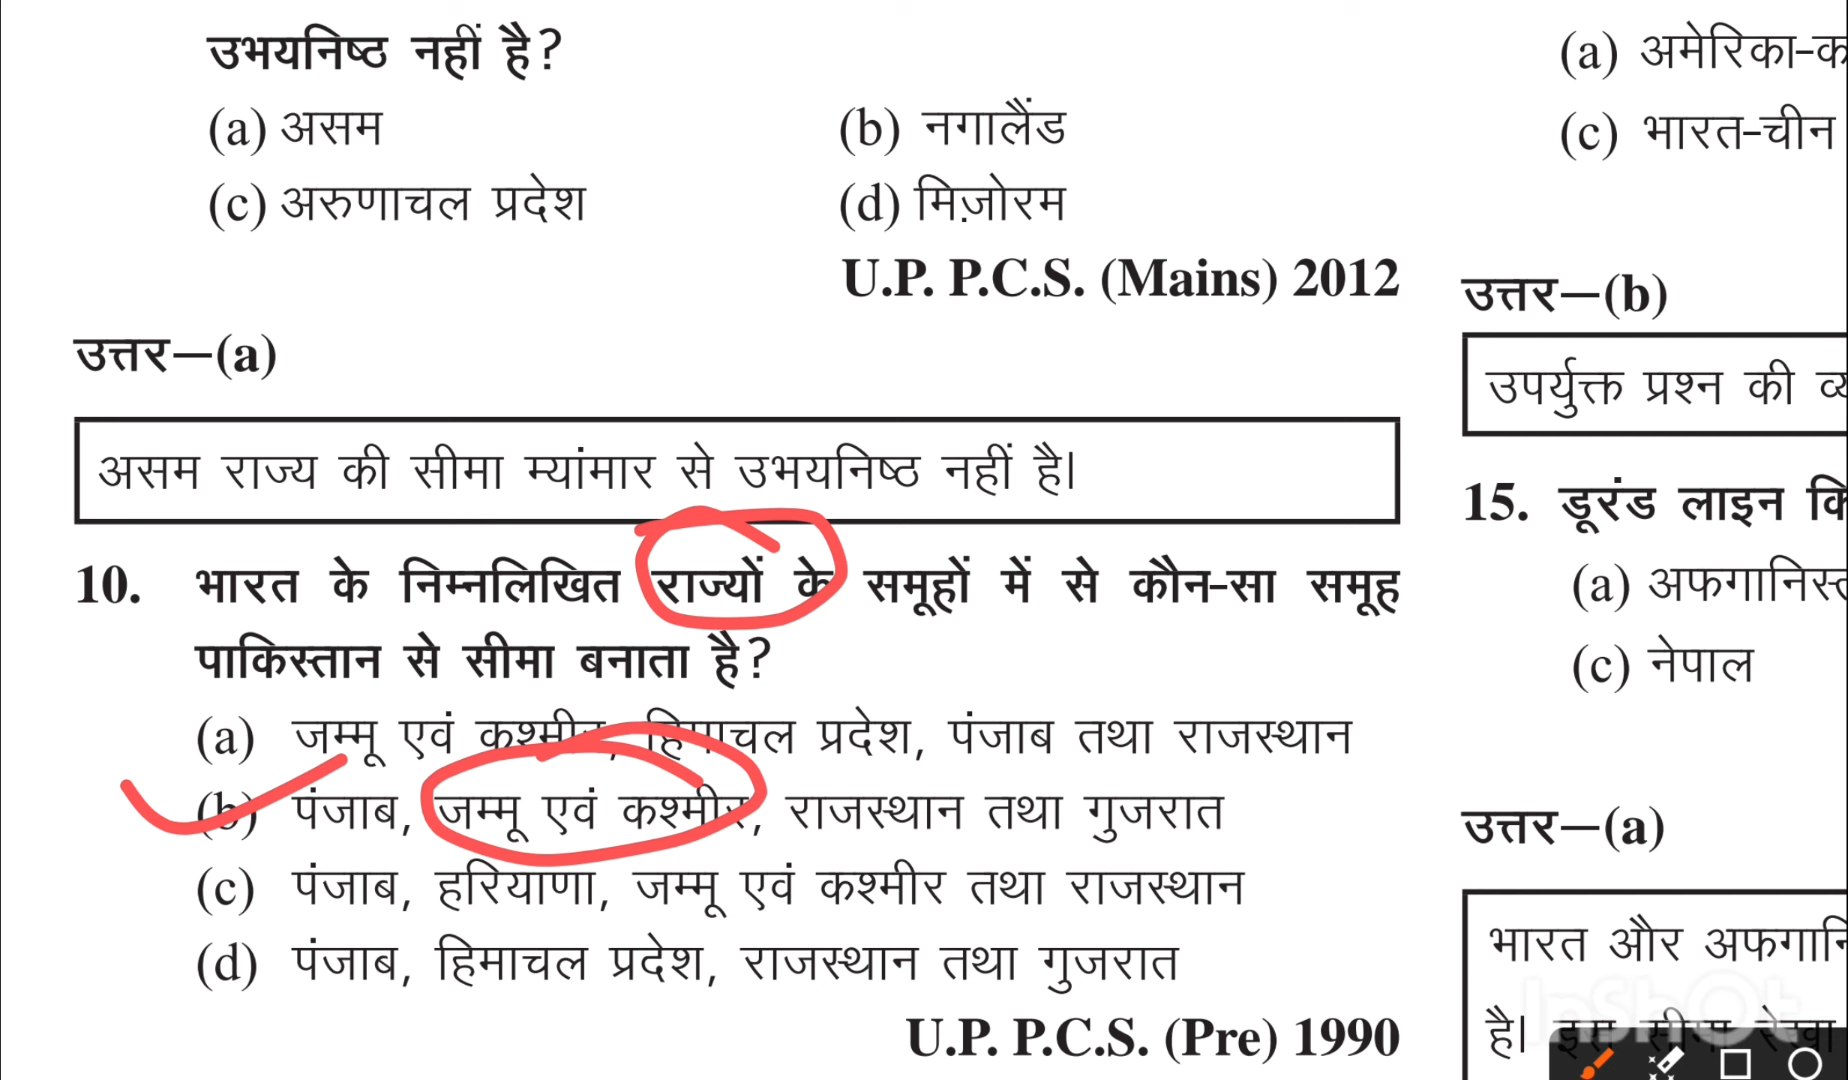 उभयनिष्ठ नहीं है?
(a) असम
(b) नगालैंड
(c) अरुणाचल प्रदेश
(d) मिज़ोरम
U.P. P.C.S. (Mains) 2012
उत्तर—(a)
असम राज्य की सीमा म्यांमार से उभयनिष्ठ नहीं है।
10. भारत के निम्नलिखित राज्यों के समूहों में से कौन-सा समूह
पाकिस्तान से सीमा बनाता है?
(a) जम्मू एवं कश्मीर, हिमाचल प्रदेश, पंजाब तथा राजस्थान
(b) पंजाब, जम्मू एवं कश्मीर, राजस्थान तथा गुजरात
(c) पंजाब, हरियाणा, जम्मू एवं कश्मीर तथा राजस्थान
(d) पंजाब, हिमाचल प्रदेश, राजस्थान तथा गुजरात
U.P. P.C.S. (Pre) 1990
(a) अमेरिका-
(c) भारत-चीन
उत्तर—(b)
उपर्युक्त प्रश्न की
15. डूरंड लाइन
(a)
(c) नेपाल
उत्तर—(a)
भारत और
है। इस सीमा रेखा
InShOt